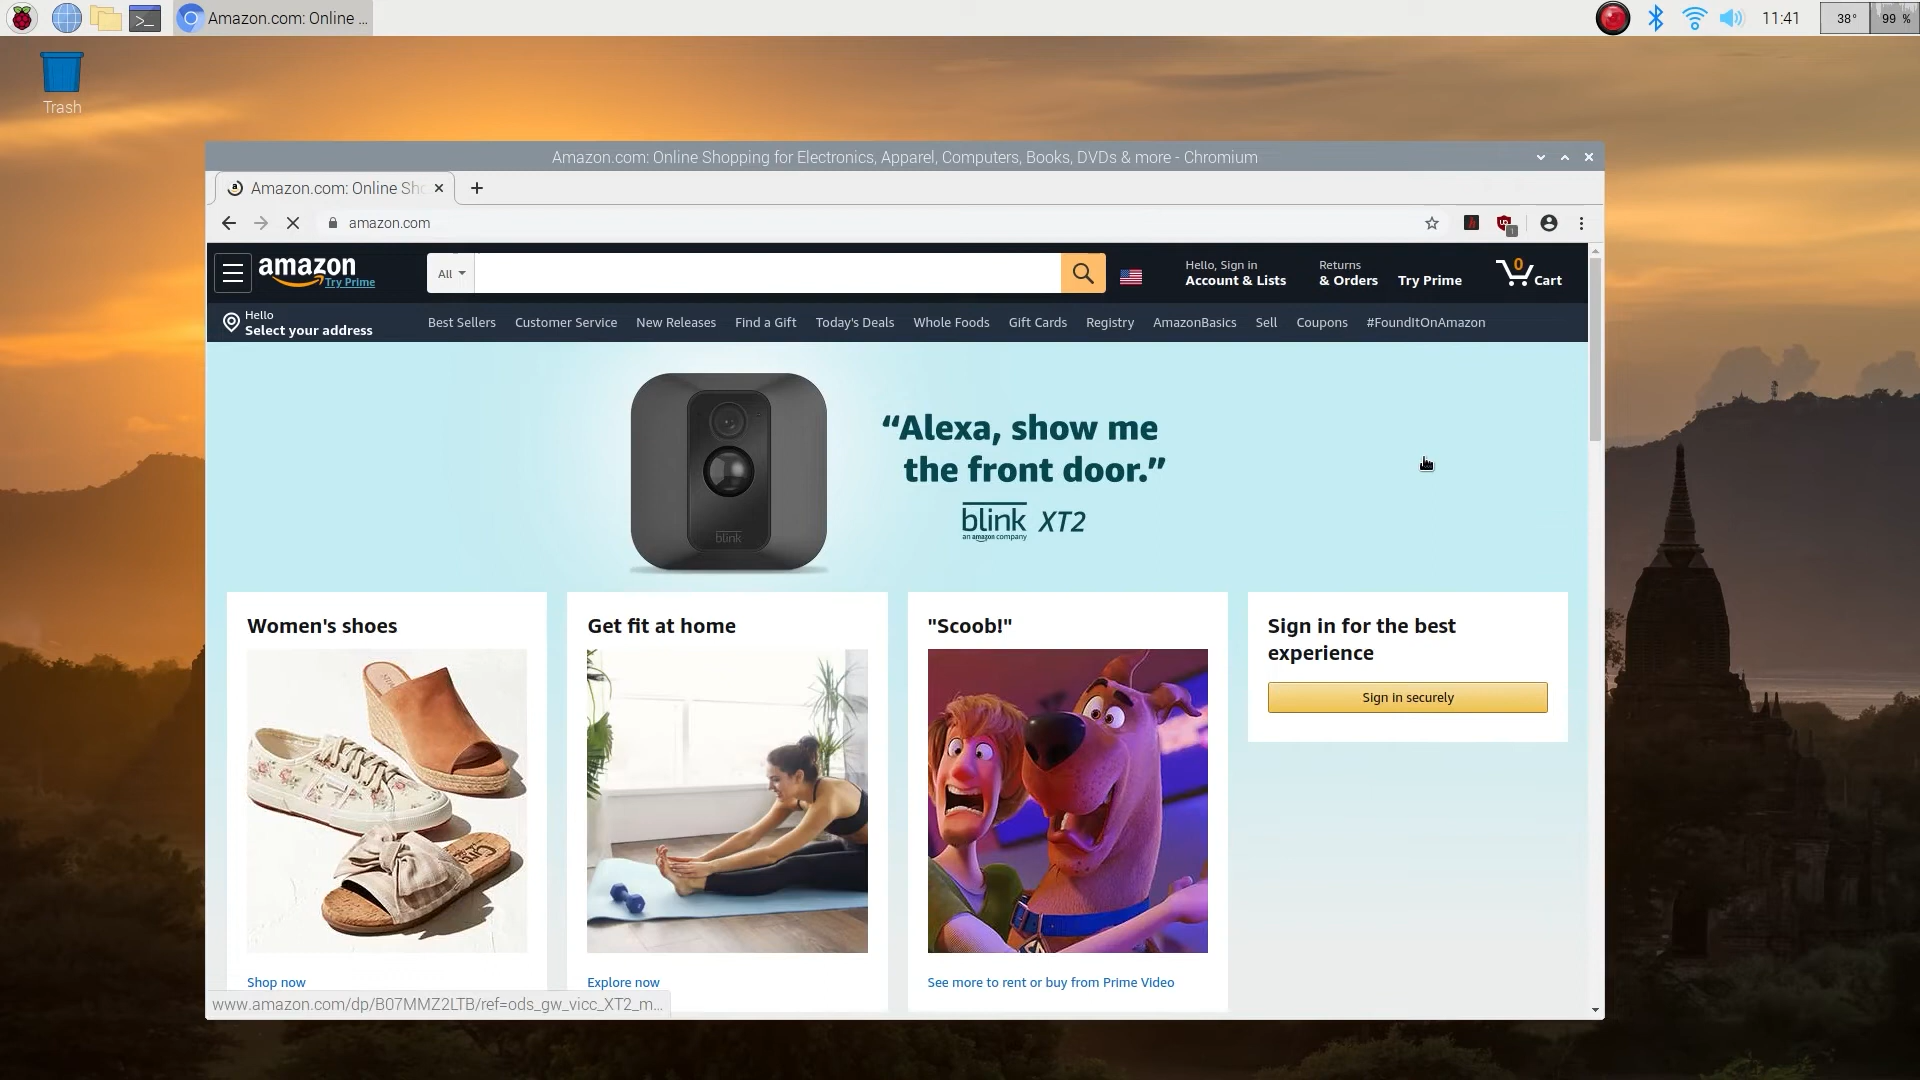 Amazon.com: Online ...
11:41
38°
99 %
Trash
Amazon.com: Online Shopping for Electronics, Apparel, Computers, Books, DVDs & more - Chromium
Amazon.com: Online Sho
amazon.com
amazon
Try Prime
All
Hello, Sign in
Account & Lists
Returns
& Orders
Try Prime
0
Cart
Hello
Select your address
Best Sellers
Customer Service
New Releases
Find a Gift
Today's Deals
Whole Foods
Gift Cards
Registry
AmazonBasics
Sell
Coupons
#FoundItOnAmazon
“Alexa, show me
the front door.”
blink XT2
an amazon company
blink
Women's shoes
Get fit at home
"Scoob!"
Sign in for the best
experience
Sign in securely
Shop now
Explore now
See more to rent or buy from Prime Video
www.amazon.com/dp/B07MMZ2LTB/ref=ods_gw_vicc_XT2_m...